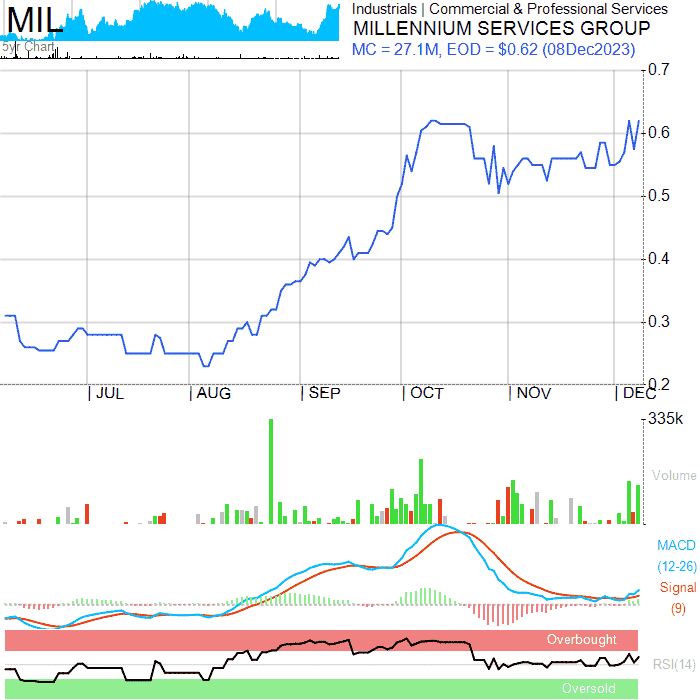 MIL
5yr Chart
Industrials | Commercial & Professional Services
MILLENNIUM SERVICES GROUP
MC = 27.1M, EOD = $0.62 (08Dec2023)
0.7
0.6
0.5
0.4
0.3
0.2
JUL AUG SEP OCT NOV DEC
335k
Volume
MACD
(12-26)
Signal
(9)
Overbought
RSI(14)
Oversold